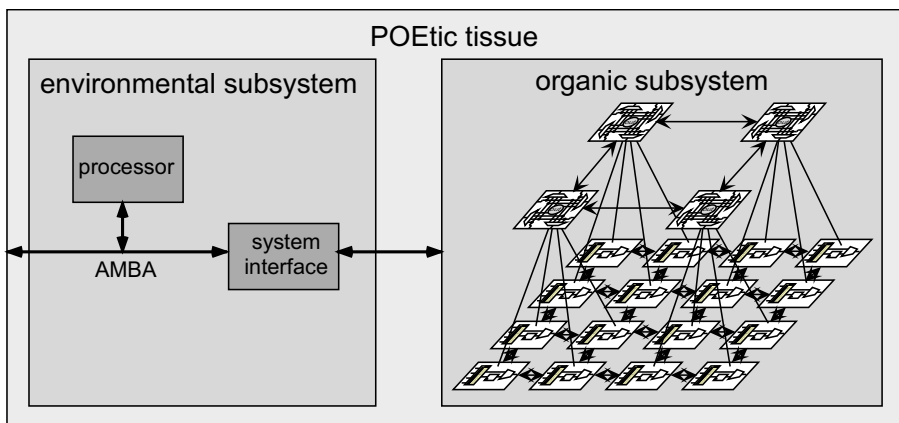 POEtic tissue
environmental subsystem
organic subsystem
processor
system
interface
AMBA